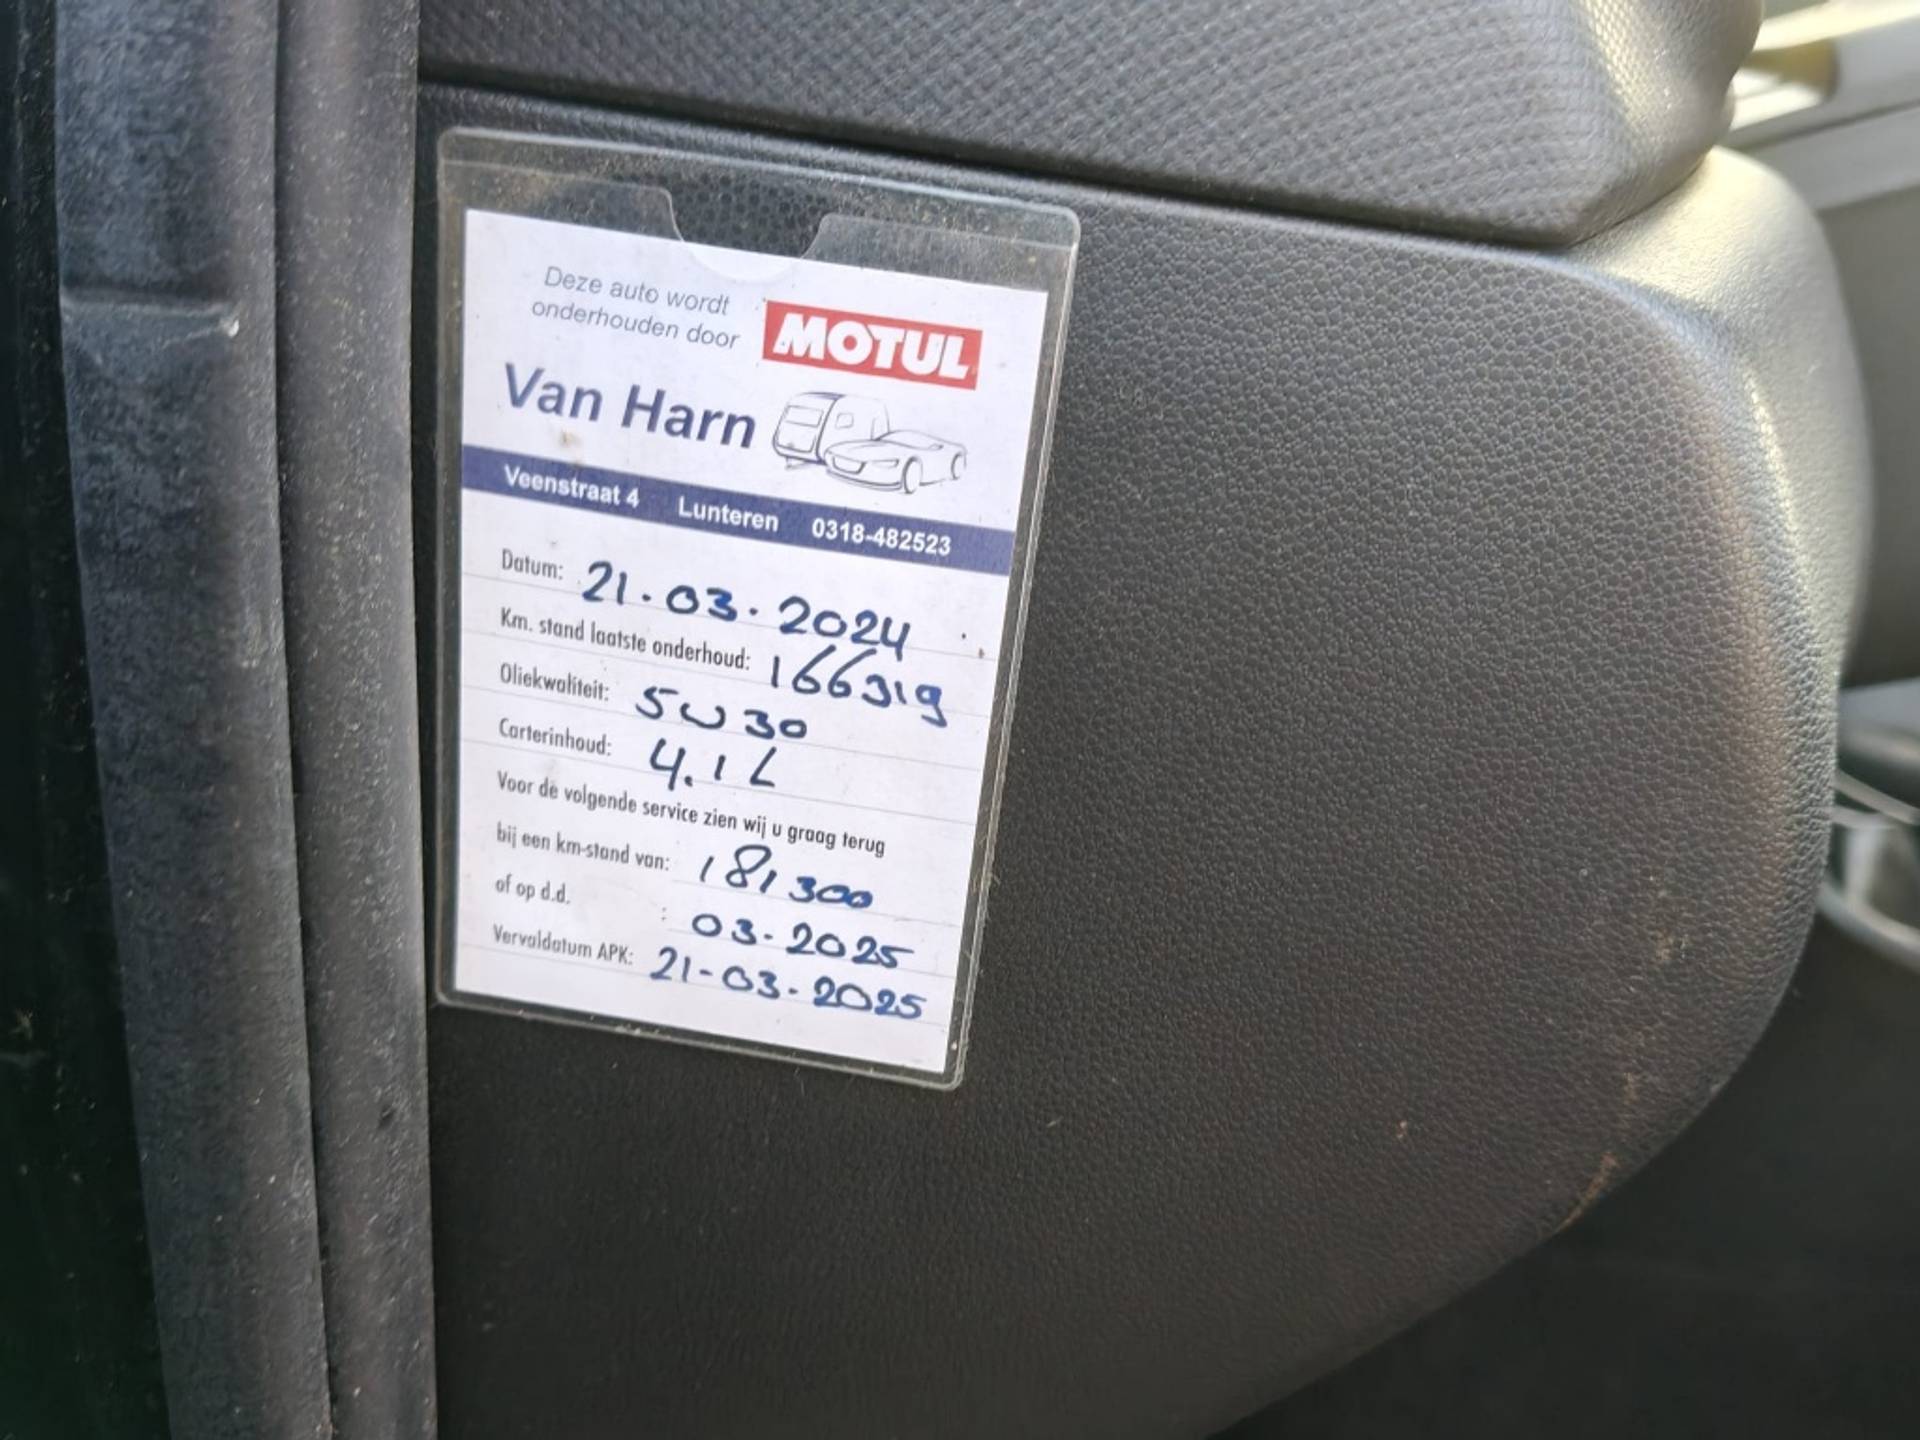 Deze auto wordt
onderhouden door
MOTUL
Van Harn
Veenstraat 4 Lunteren 0318-482523
Datum: 21.03.2024
Km. stand laatste onderhoud: 166319
Oliekwaliteit: 5W30
Carterinhoud: 4.1 L
Voor de volgende service zien wij u graag terug
bij een km-stand van: 181300
of op d.d. : 03-2025
Vervaldatum APK: 21-03-2025